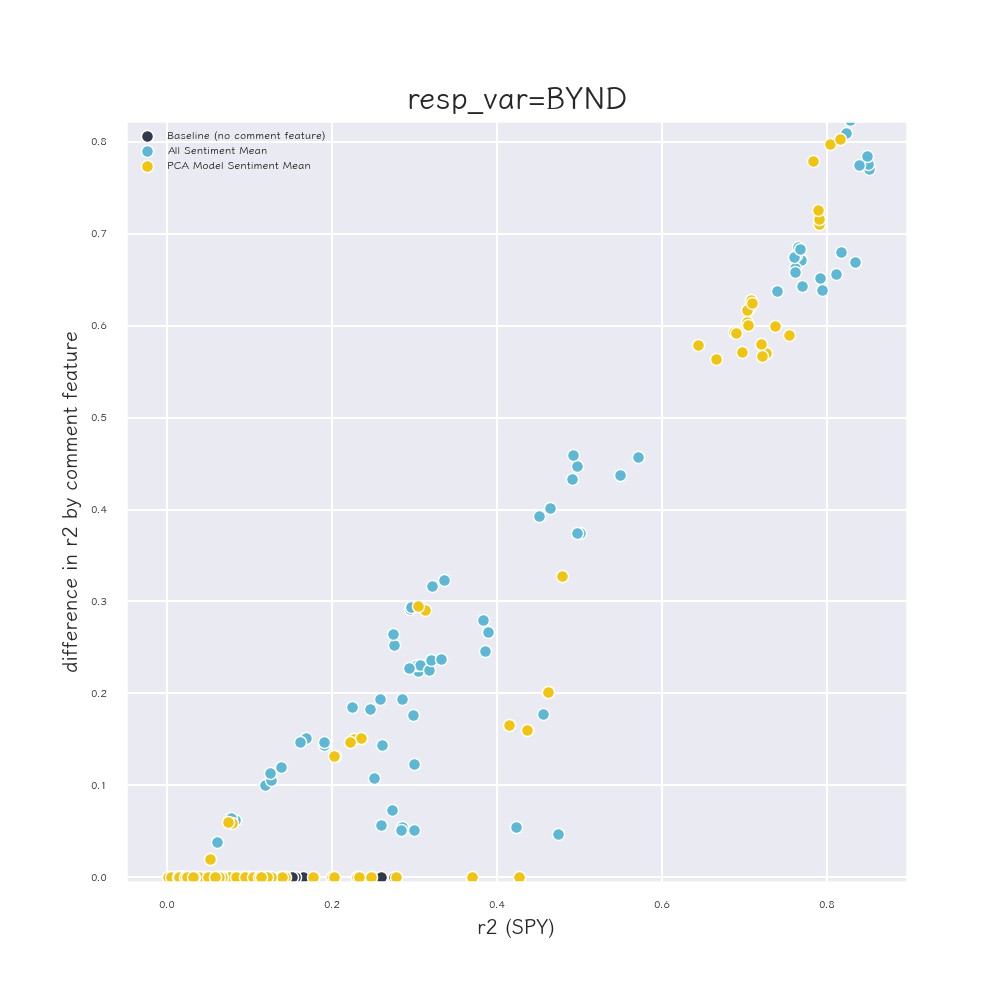 resp_var=BYND
Baseline (no comment feature)
All Sentiment Mean
PCA Model Sentiment Mean
difference in r2 by comment feature
0.8
0.7
0.6
0.5
0.4
0.3
0.2
0.1
0.0
0.0 0.2 0.4 0.6 0.8
r2 (SPY)